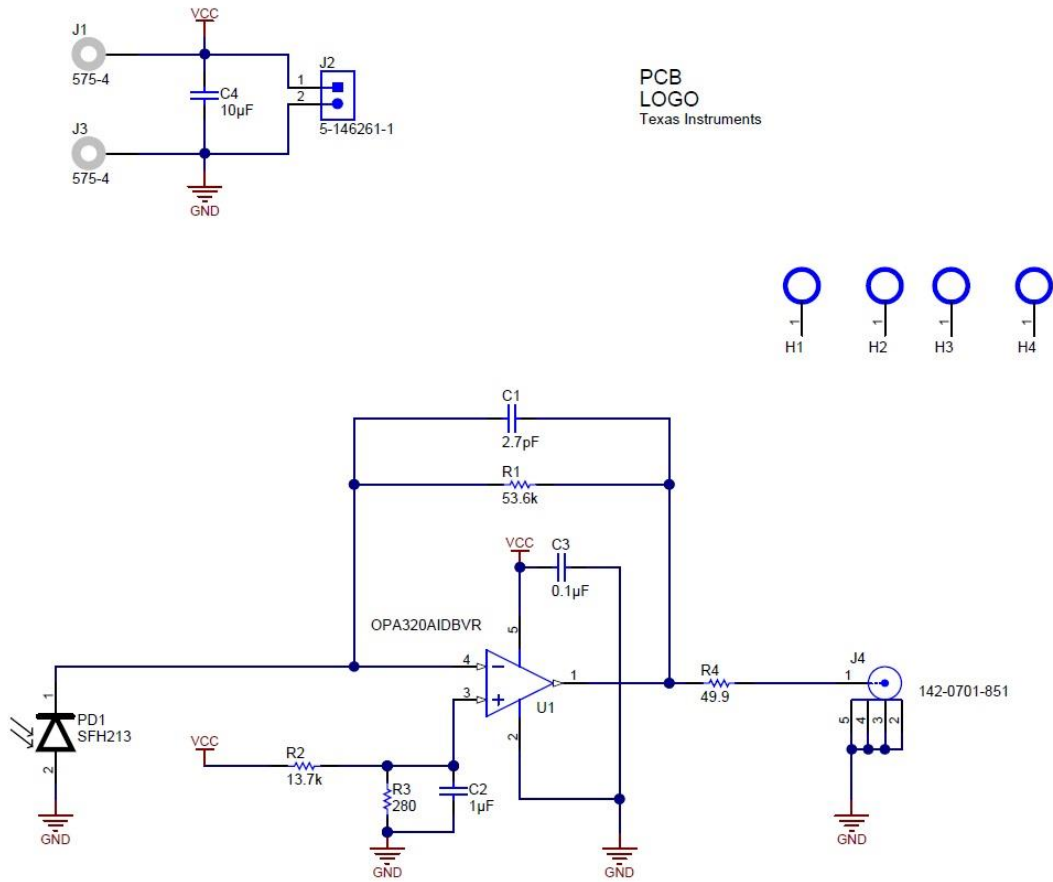 VCC
J1
575-4
C4
10µF
J2
1
2
5-146261-1
J3
575-4
GND
PCB
LOGO
Texas Instruments
1
1
1
1
H1
H2
H3
H4
C1
2.7pF
R1
53.6k
VCC
C3
0.1µF
OPA320AIDBVR
5
4
3
1
U1
2
R4
49.9
J4
1
142-0701-851
5
4
3
2
GND
1
PD1
SFH213
2
GND
VCC
R2
13.7k
R3
280
C2
1µF
GND
GND